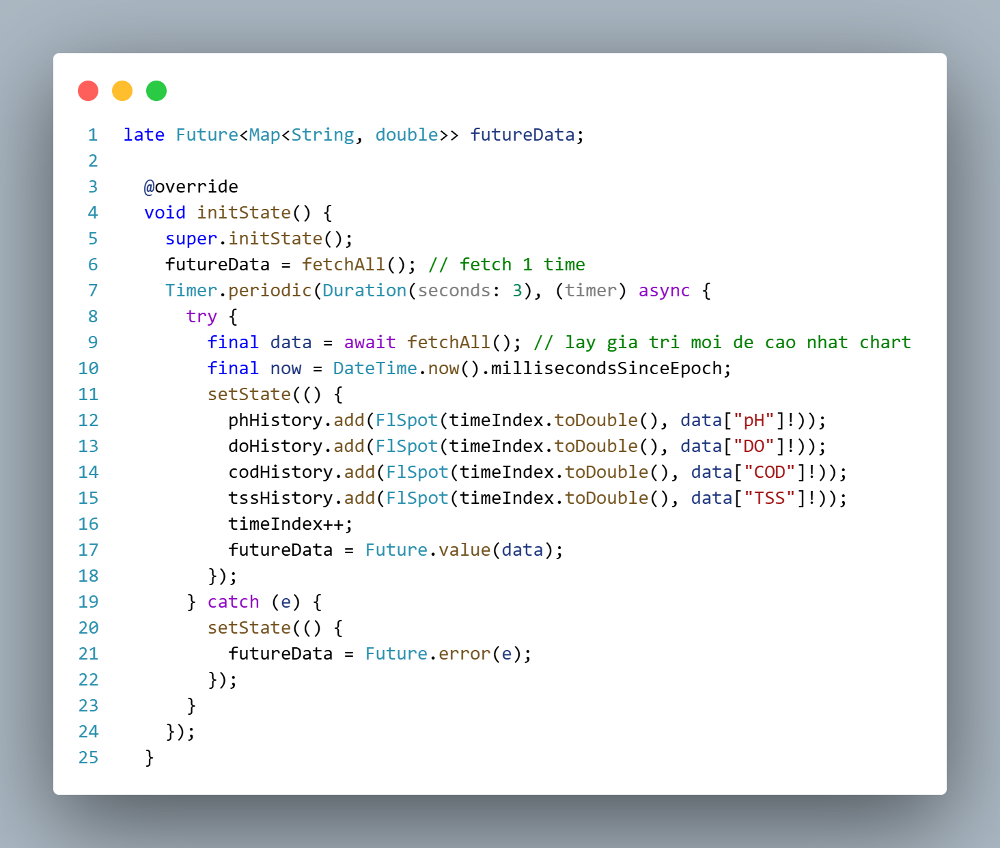 1 late Future<Map<String, double>> futureData;
2
3 @override
4 void initState() {
5 super.initState();
6 futureData = fetchAll(); // fetch 1 time
7 Timer.periodic(Duration(seconds: 3), (timer) async {
8 try {
9 final data = await fetchAll(); // lay gia tri moi de cao nhat chart
10 final now = DateTime.now().millisecondsSinceEpoch;
11 setState(() {
12 phHistory.add(FlSpot(timeIndex.toDouble(), data["pH"]!));
13 doHistory.add(FlSpot(timeIndex.toDouble(), data["DO"]!));
14 codHistory.add(FlSpot(timeIndex.toDouble(), data["COD"]!));
15 tssHistory.add(FlSpot(timeIndex.toDouble(), data["TSS"]!));
16 timeIndex++;
17 futureData = Future.value(data);
18 });
19 } catch (e) {
20 setState(() {
21 futureData = Future.error(e);
22 });
23 }
24 });
25 }